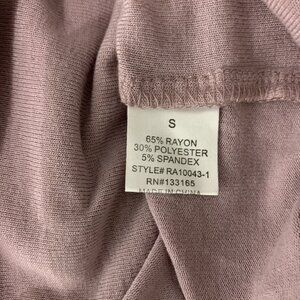 S
65% RAYON
30% POLYESTER
5% SPANDEX
STYLE# RA10043-1
RN#133165
MADE IN CHINA